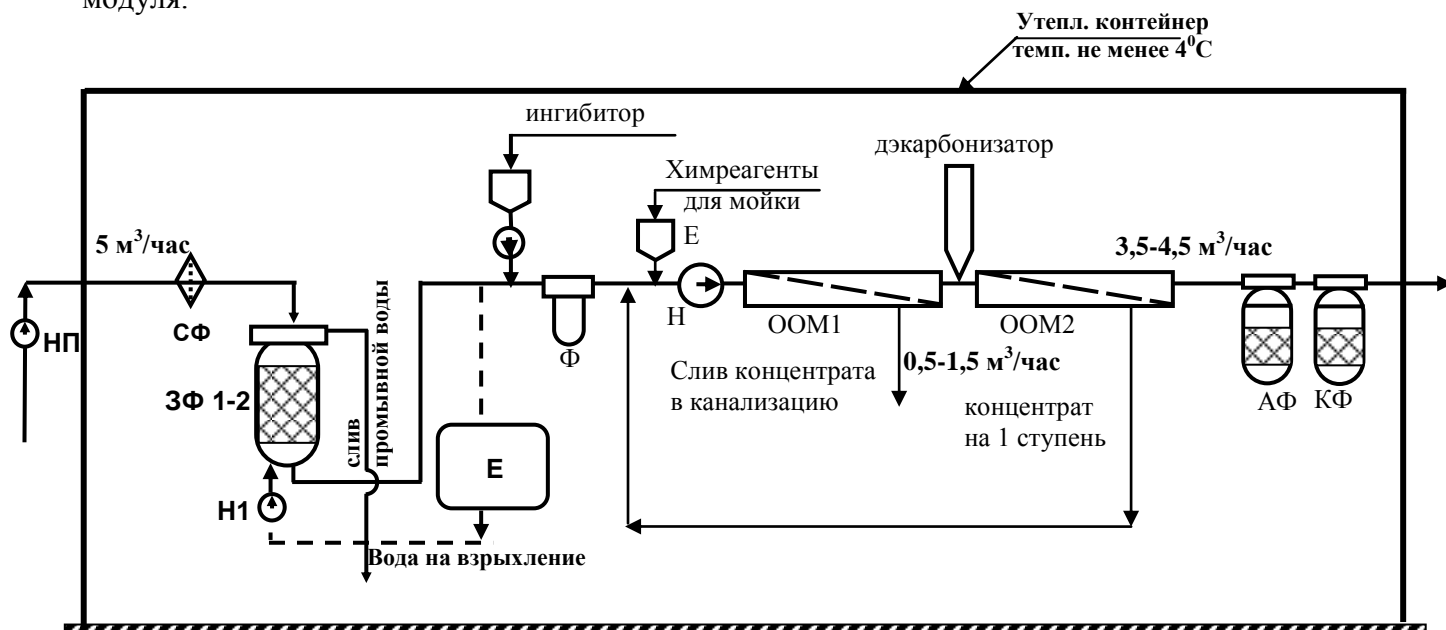 модуля.
Утепл. контейнер
темп. не менее 4⁰С
ингибитор
дэкарбонизатор
Химреагенты
для мойки
Е
5 м³/час
3,5-4,5 м³/час
НП
СФ
слив
промывной воды
Н
ООМ1
ООМ2
Ф
0,5-1,5 м³/час
Слив концентрата
в канализацию
ЗФ 1-2
АФ
КФ
концентрат
на 1 ступень
Е
Н1
Вода на взрыхление